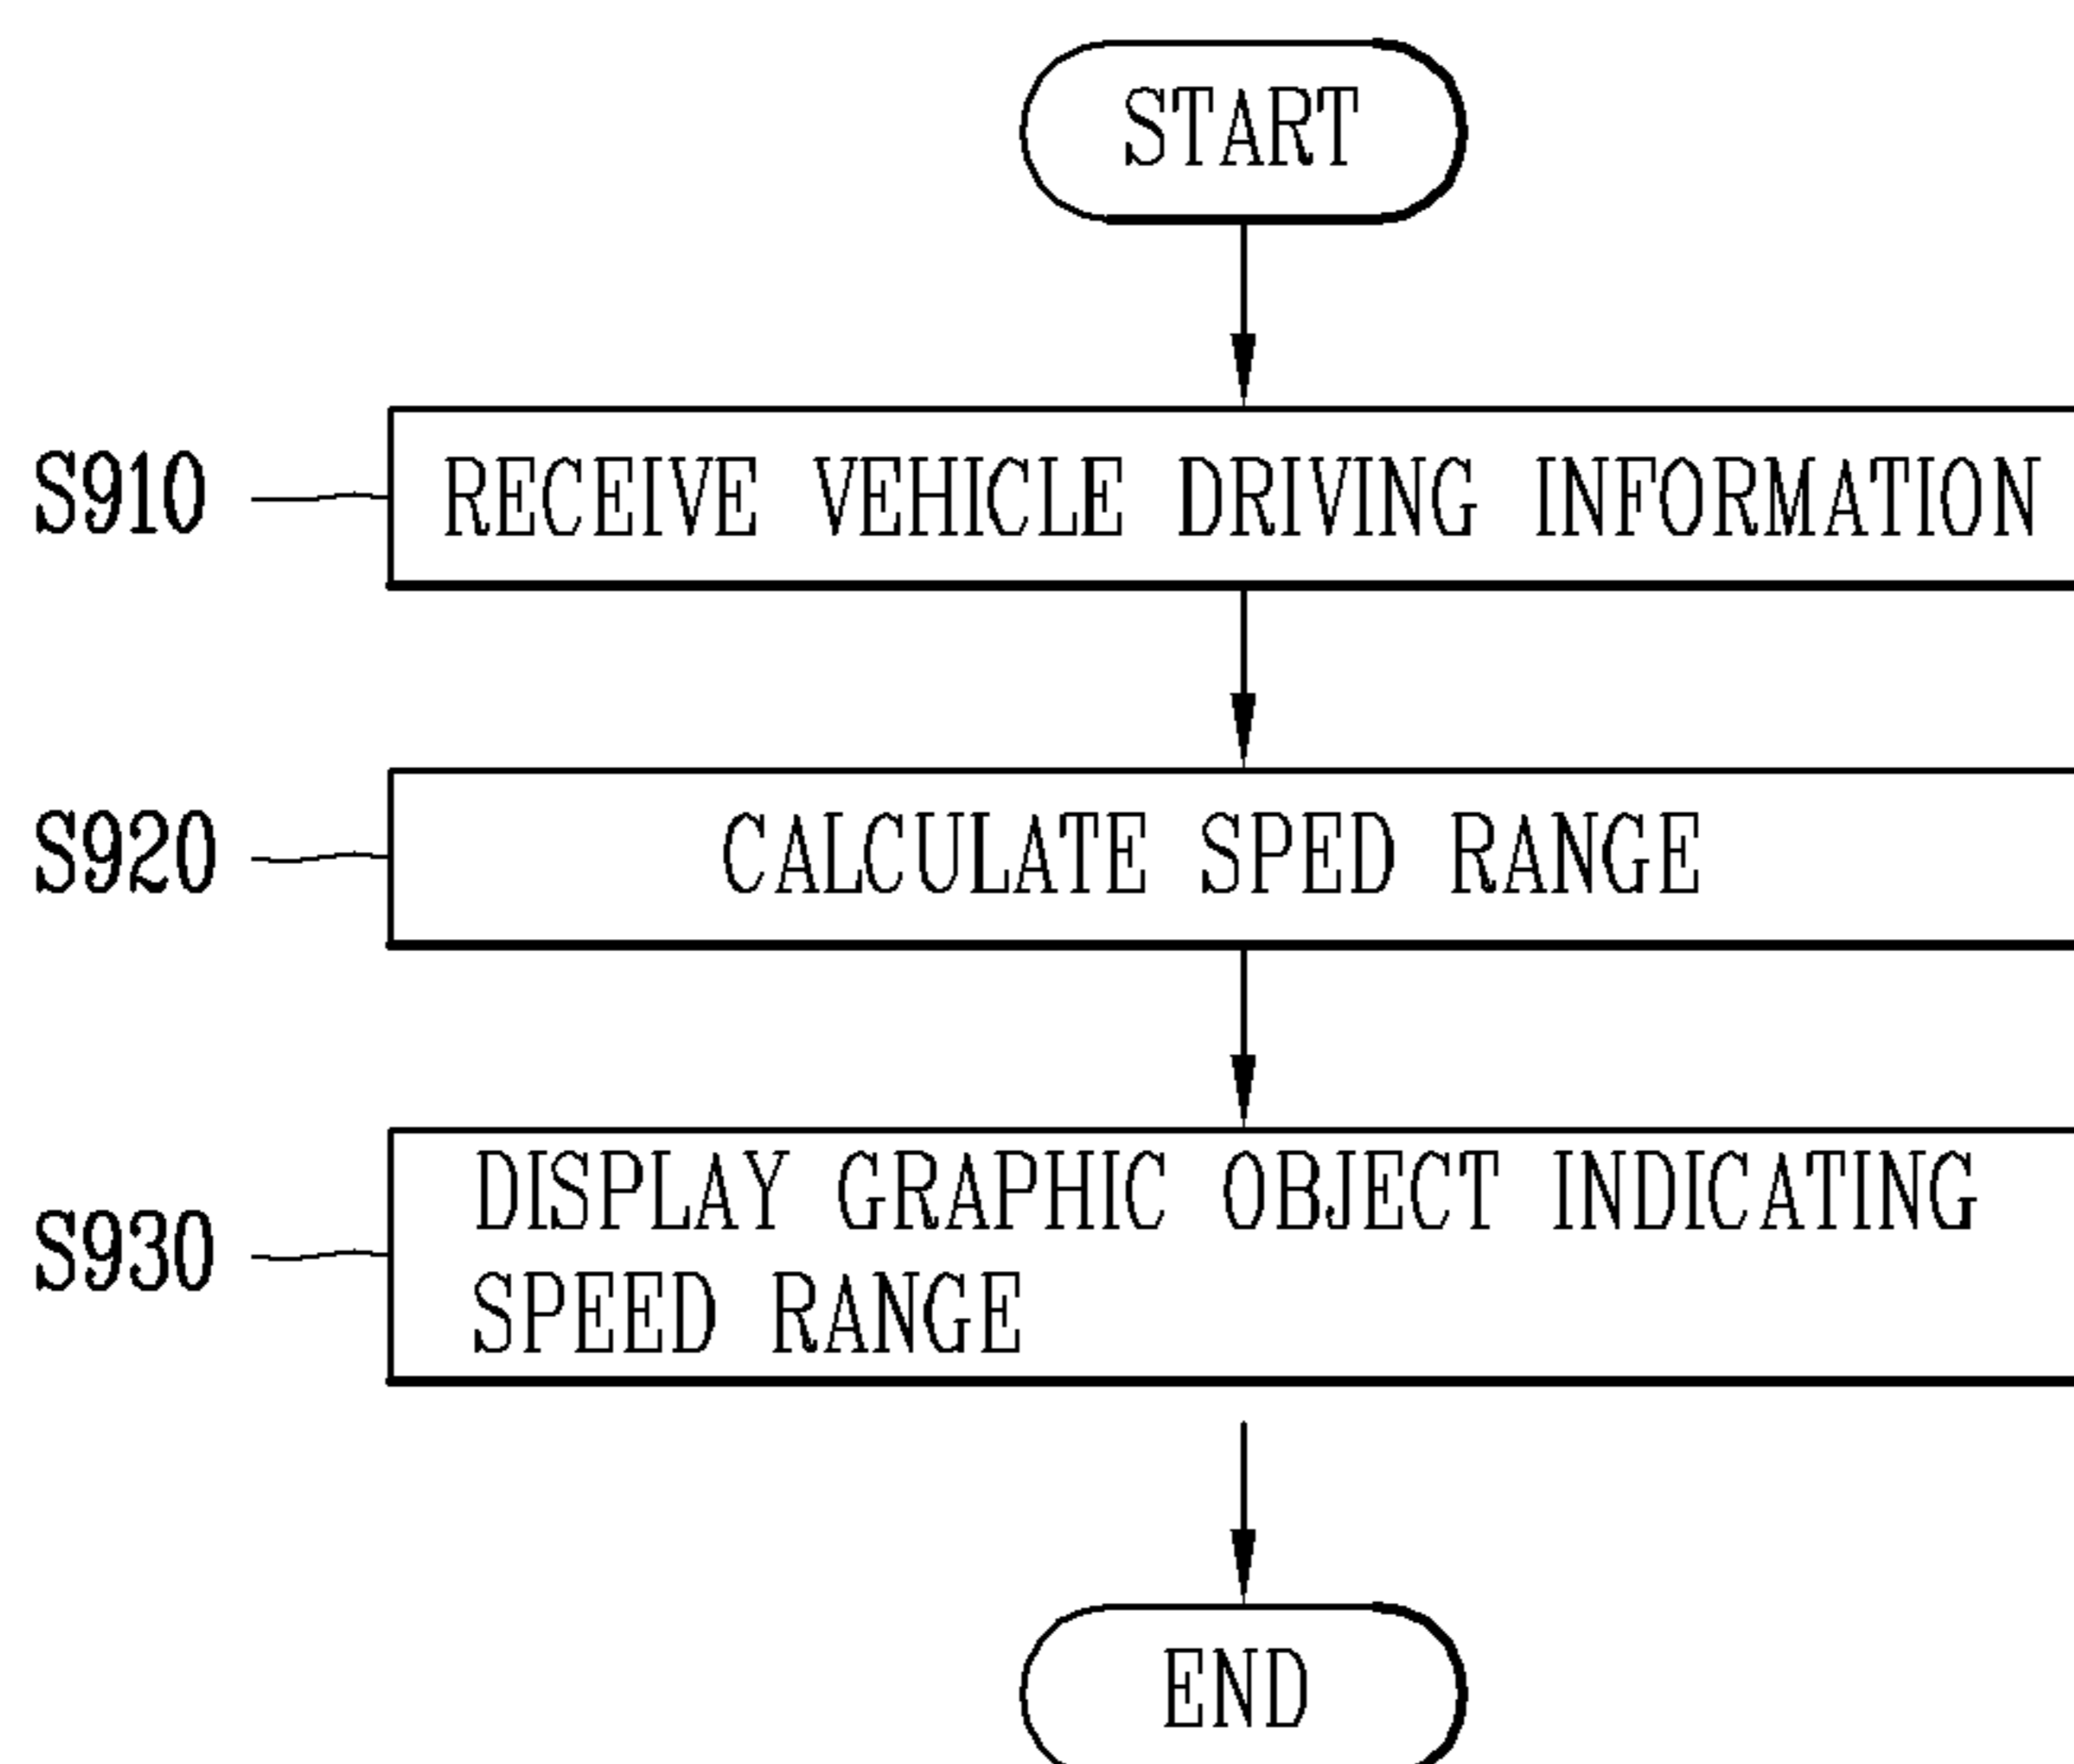 START
S910 RECEIVE VEHICLE DRIVING INFORMATION
S920 CALCULATE SPED RANGE
S930 DISPLAY GRAPHIC OBJECT INDICATING
SPEED RANGE
END